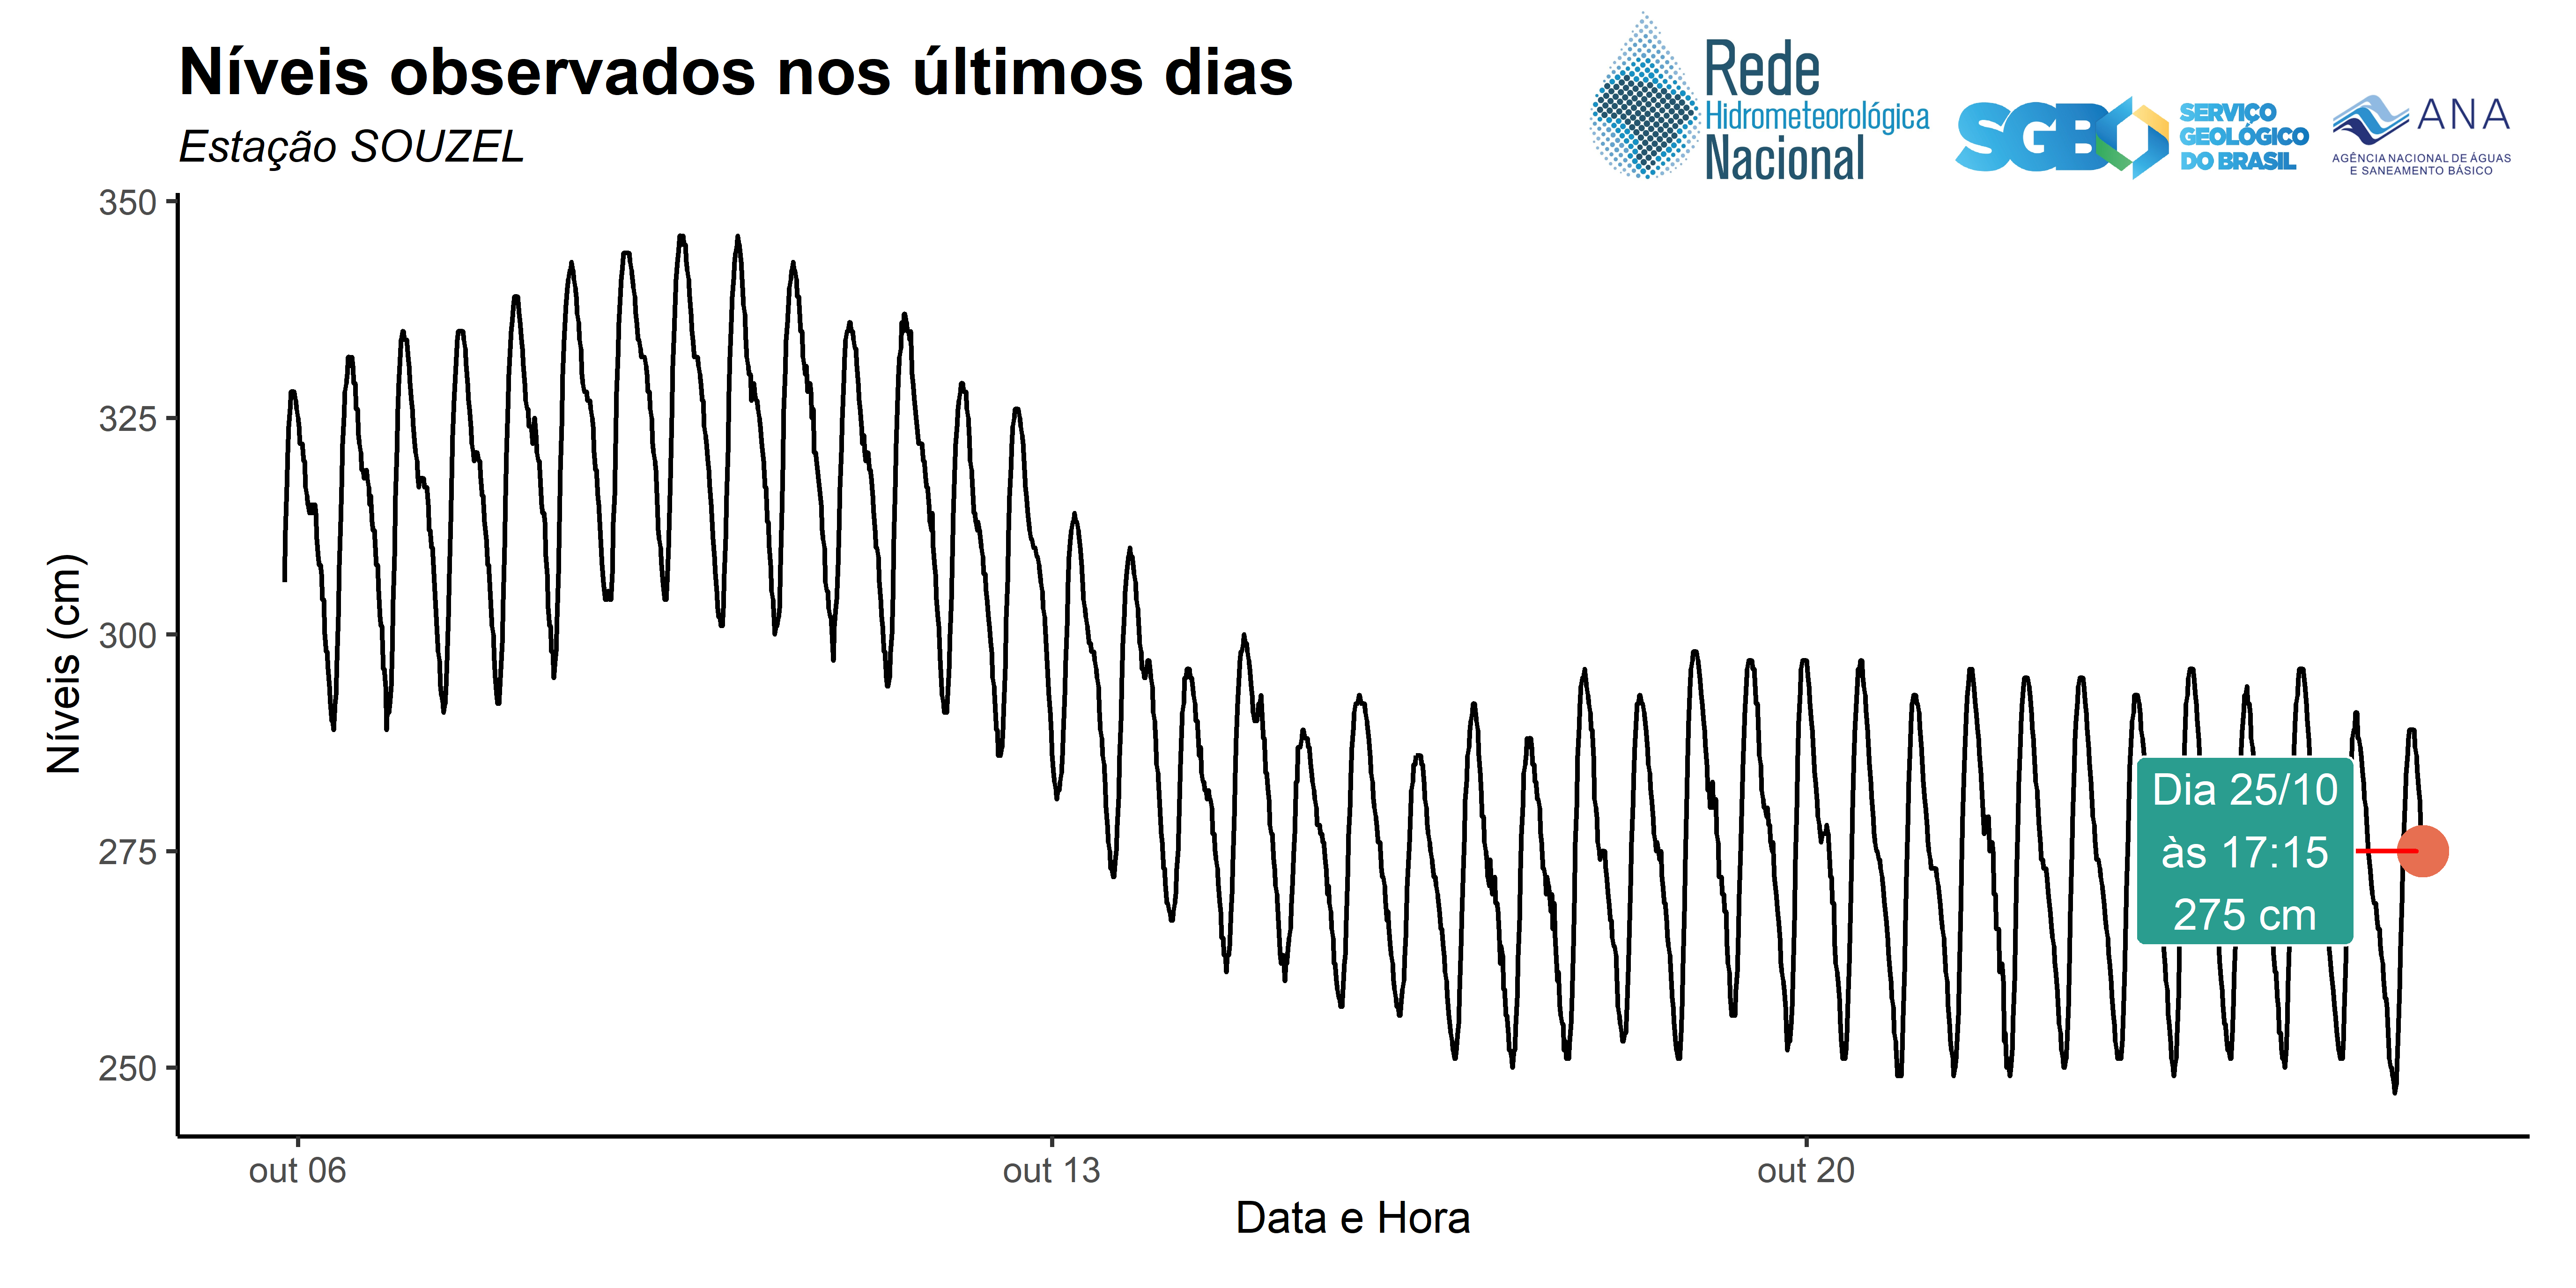 Níveis observados nos últimos dias
Estação SOUZEL
Rede
Hidrometeorológica
Nacional
SGB
SERVIÇO
GEOLÓGICO
DO BRASIL
ANA
AGÊNCIA NACIONAL DE ÁGUAS
E SANEAMENTO BÁSICO
Níveis (cm)
350
325
300
275
250
Dia 25/10
às 17:15
275 cm
out 06
out 13
out 20
Data e Hora